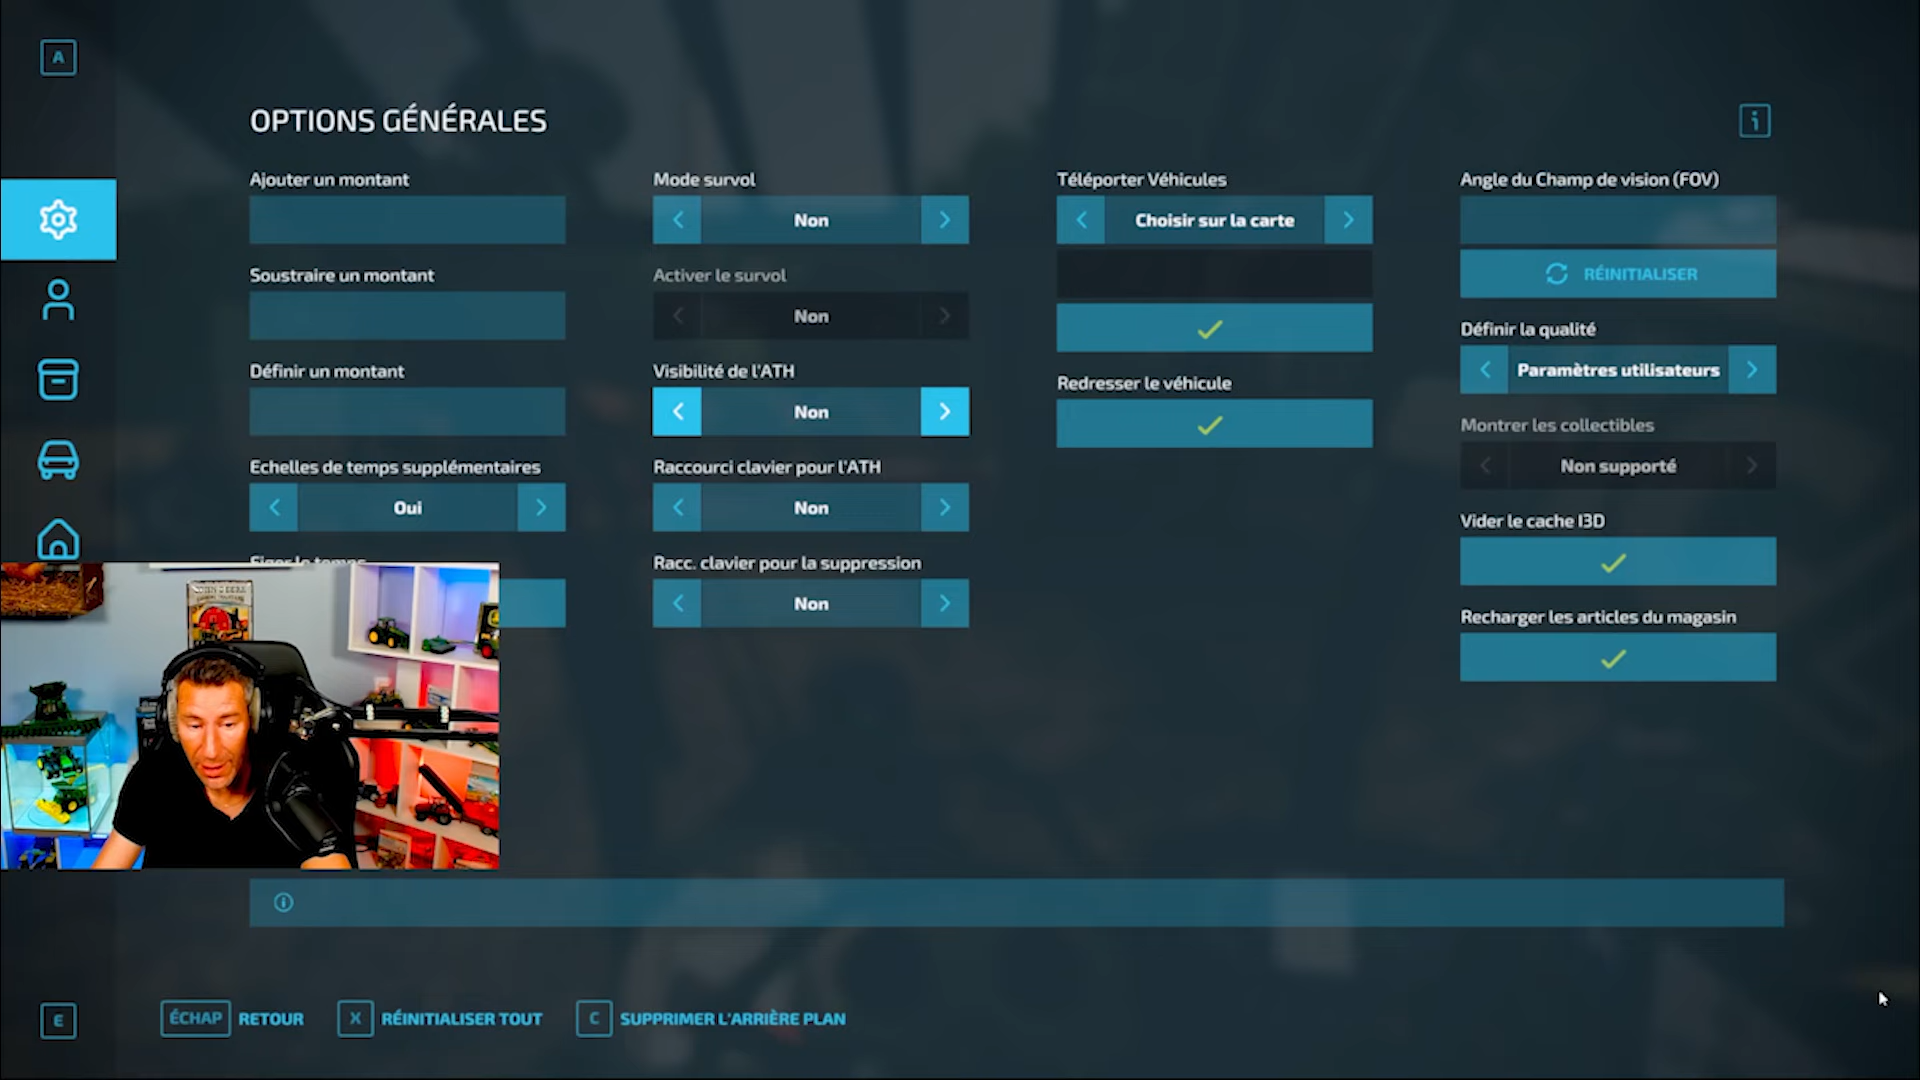 A
OPTIONS GÉNÉRALES
Ajouter un montant
Soustraire un montant
Définir un montant
Echelles de temps supplémentaires
Oui
Figer le temps
Mode survol
Non
Activer le survol
Non
Visibilité de l'ATH
Non
Raccourci clavier pour l'ATH
Non
Racc. clavier pour la suppression
Non
Téléporter Véhicules
Choisir sur la carte
Redresser le véhicule
Angle du Champ de vision (FOV)
RÉINITIALISER
Définir la qualité
Paramètres utilisateurs
Montrer les collectibles
Non supporté
Vider le cache I3D
Recharger les articles du magasin
E
ÉCHAP RETOUR
X RÉINITIALISER TOUT
C SUPPRIMER L'ARRIÈRE PLAN